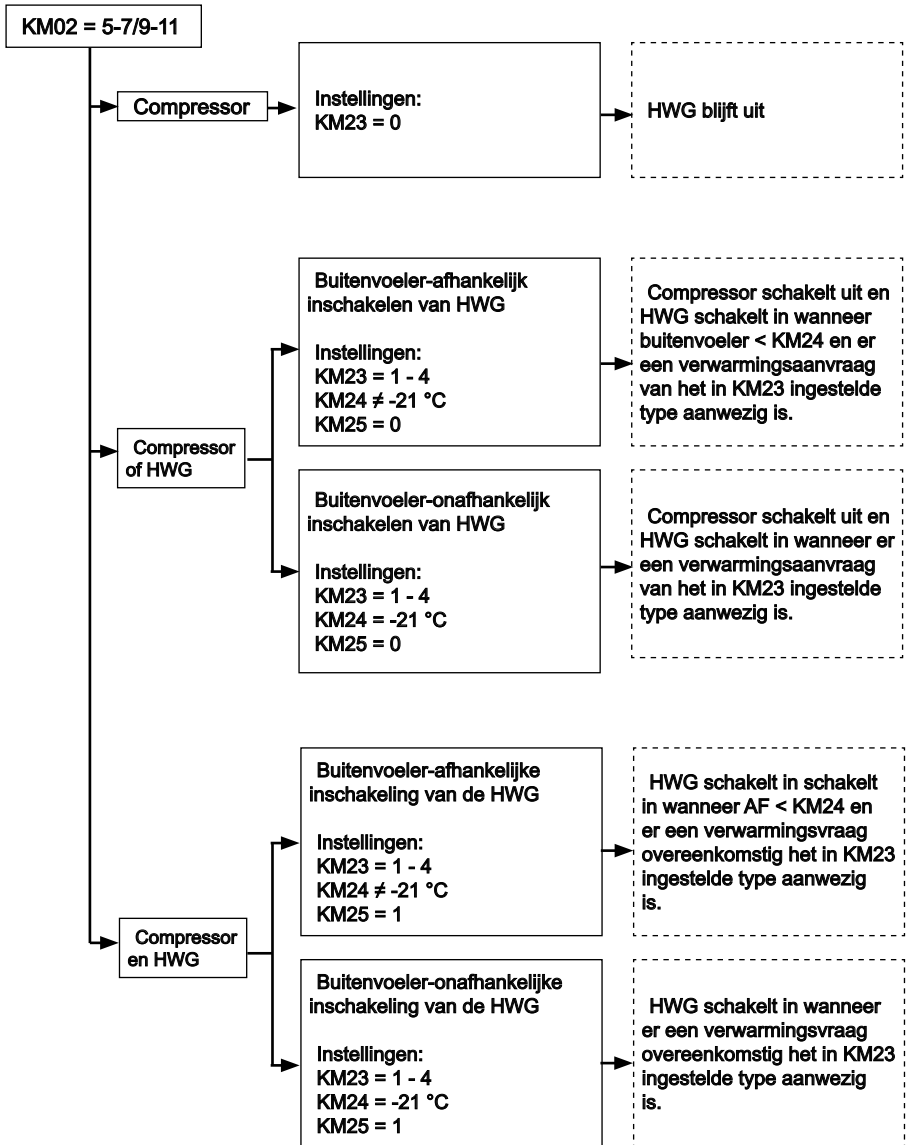 KM02 = 5-7/9-11
Compressor
Instellingen:
KM23 = 0
HWG blijft uit
Compressor
of HWG
Buitenvoeler-afhankelijk
inschakelen van HWG
Instellingen:
KM23 = 1 - 4
KM24 ≠ -21 °C
KM25 = 0
Compressor schakelt uit en
HWG schakelt in wanneer
buitenvoeler < KM24 en er
een verwarmingsaanvraag
van het in KM23 ingestelde
type aanwezig is.
Buitenvoeler-onafhankelijk
inschakelen van HWG
Instellingen:
KM23 = 1 - 4
KM24 = -21 °C
KM25 = 0
Compressor schakelt uit en
HWG schakelt in wanneer er
een verwarmingsaanvraag
van het in KM23 ingestelde
type aanwezig is.
Compressor
en HWG
Buitenvoeler-afhankelijke
inschakeling van de HWG
Instellingen:
KM23 = 1 - 4
KM24 ≠ -21 °C
KM25 = 1
HWG schakelt in schakelt
in wanneer AF < KM24 en
er een verwarmingsvraag
overeenkomstig het in KM23
ingestelde type aanwezig
is.
Buitenvoeler-onafhankelijke
inschakeling van de HWG
Instellingen:
KM23 = 1 - 4
KM24 = -21 °C
KM25 = 1
HWG schakelt in wanneer
er een verwarmingsvraag
overeenkomstig het in KM23
ingestelde type aanwezig
is.